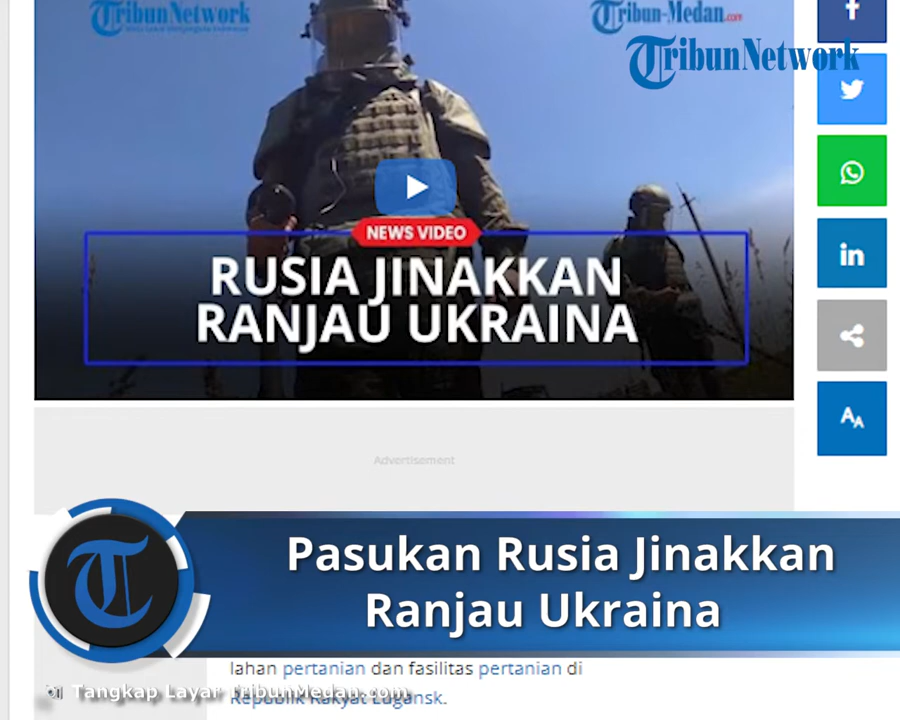 TribunNetwork
Tribun-Medan.com
TribunNetwork
NEWS VIDEO
RUSIA JINAKKAN
RANJAU UKRAINA
Advertisement
Pasukan Rusia Jinakkan
Ranjau Ukraina
lahan pertanian dan fasilitas pertanian di
Tangkap Layar TribunMedan.com
Republik Rakyat Lugansk.